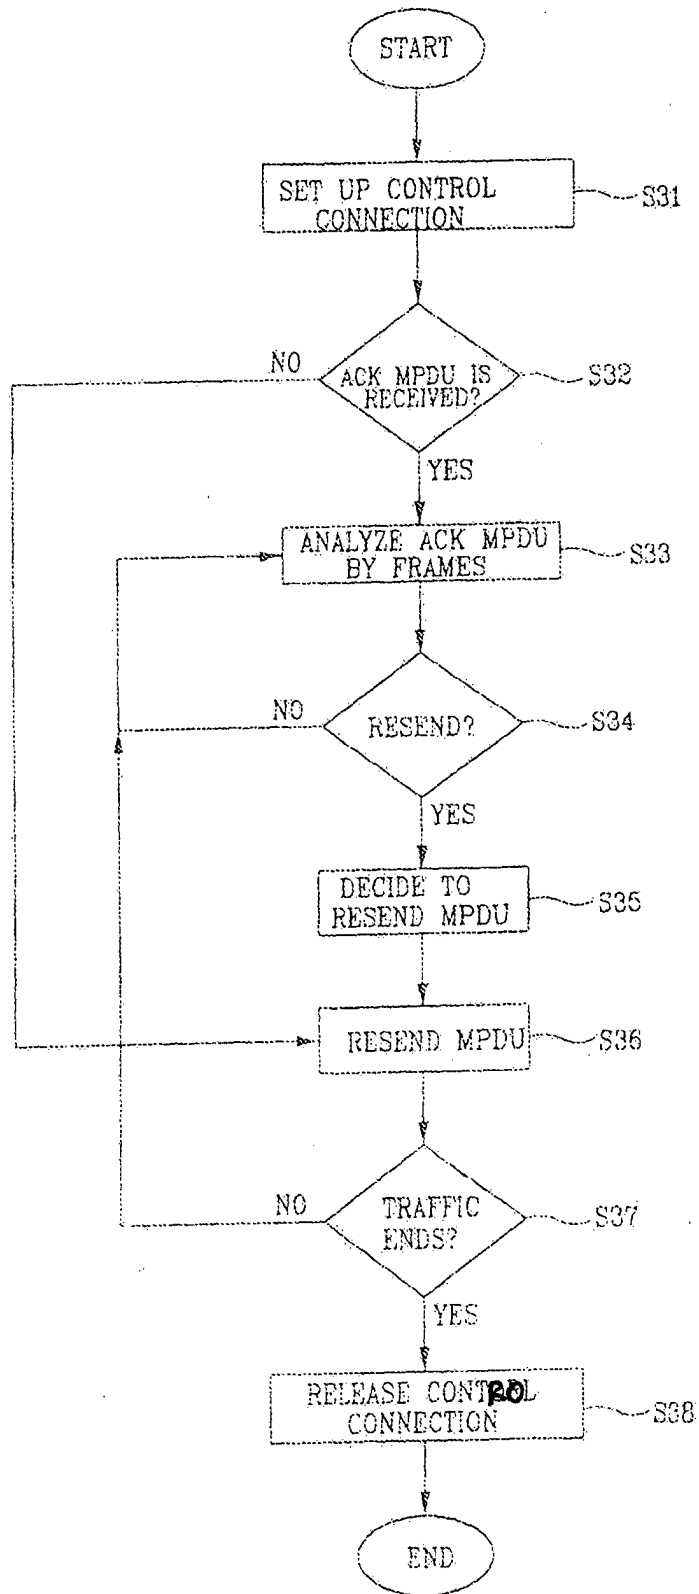 START
SET UP CONTROL
CONNECTION
S31
NO
ACK MPDU IS
RECEIVED?
S32
YES
ANALYZE ACK MPDU
BY FRAMES
S33
NO
RESEND?
S34
YES
DECIDE TO
RESEND MPDU
S35
RESEND MPDU
S36
NO
TRAFFIC
ENDS?
S37
YES
RELEASE CONTROL
CONNECTION
S38
END